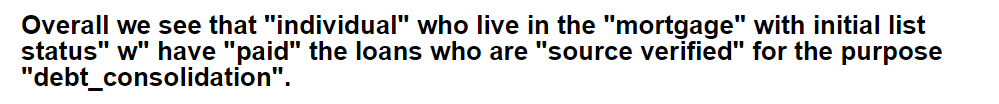 Overall we see that "individual" who live in the "mortgage" with initial list
status" w" have "paid" the loans who are "source verified" for the purpose
"debt_consolidation".